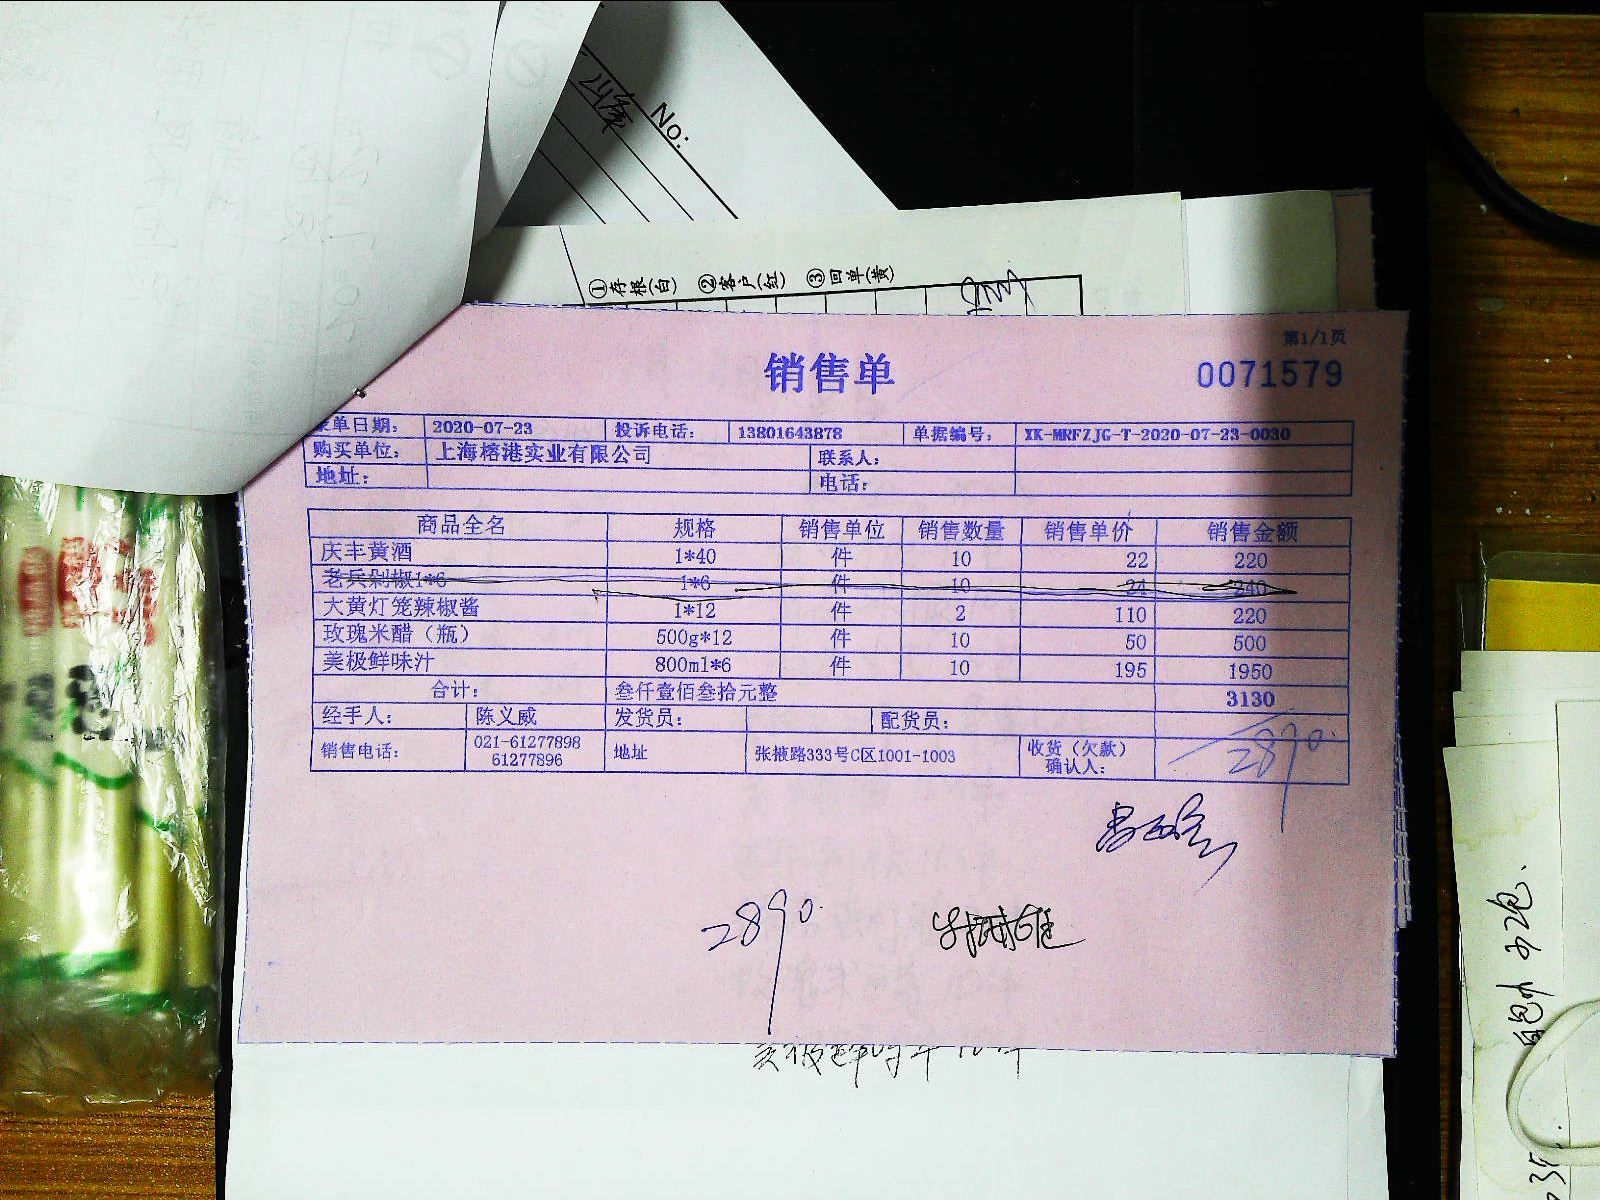 No:
①存根(白) ②客户(红) ③回单(黄)
第1/1页
销售单
0071579
单日期: 2020-07-23 投诉电话: 13801643878 单据编号: XK-MRFZJG-T-2020-07-23-0030
购买单位: 上海榕港实业有限公司 联系人:
地址: 电话:
商品全名 规格 销售单位 销售数量 销售单价 销售金额
庆丰黄酒 1*40 件 10 22 220
老兵剁椒1*6 1*6 件 10 24 240
大黄灯笼辣椒酱 1*12 件 2 110 220
玫瑰米醋（瓶） 500g*12 件 10 50 500
美极鲜味汁 800ml*6 件 10 195 1950
合计: 叁仟壹佰叁拾元整 3130
经手人: 陈义威 发货员: 配货员:
销售电话: 021-61277898 61277896 地址 张掖路333号C区1001-1003 收货（欠款）确认人: 2890
2890